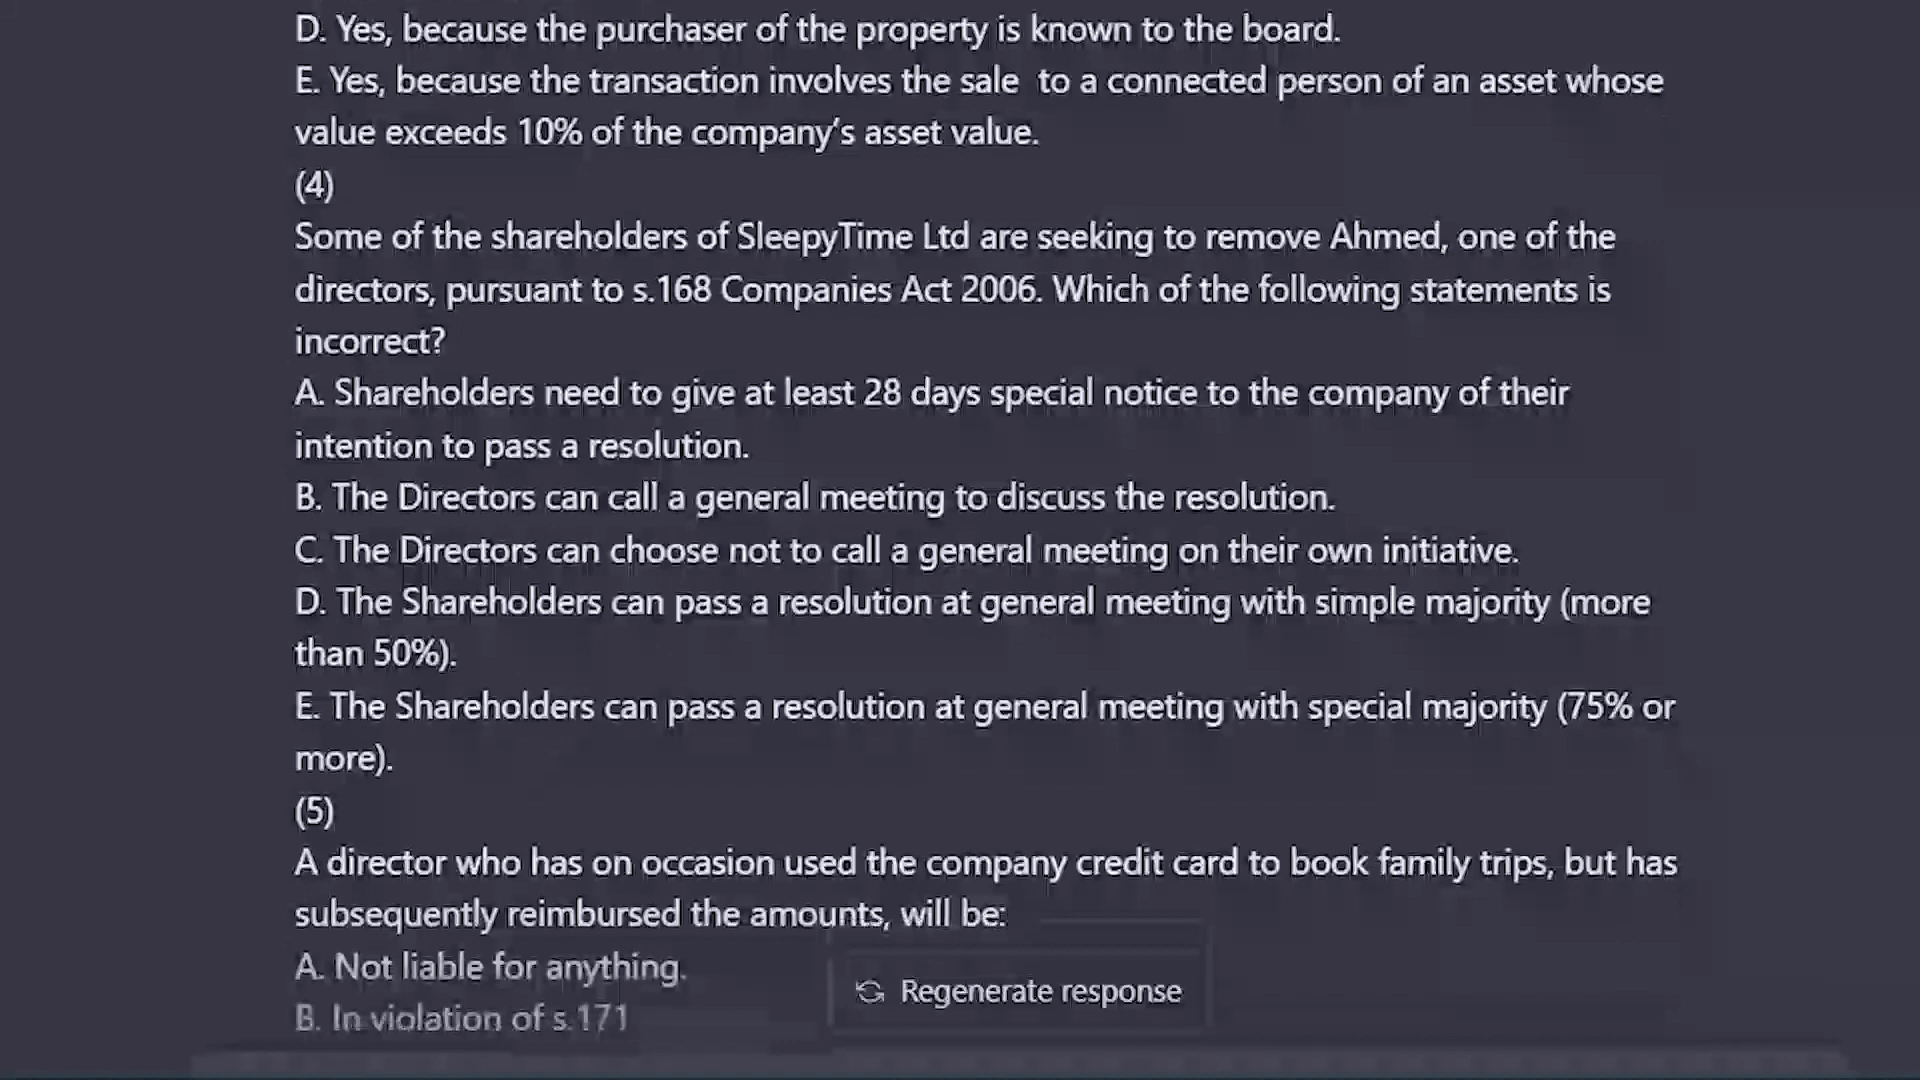 D. Yes, because the purchaser of the property is known to the board.
E. Yes, because the transaction involves the sale  to a connected person of an asset whose
value exceeds 10% of the company's asset value.
(4)
Some of the shareholders of SleepyTime Ltd are seeking to remove Ahmed, one of the
directors, pursuant to s.168 Companies Act 2006. Which of the following statements is
incorrect?
A. Shareholders need to give at least 28 days special notice to the company of their
intention to pass a resolution.
B. The Directors can call a general meeting to discuss the resolution.
C. The Directors can choose not to call a general meeting on their own initiative.
D. The Shareholders can pass a resolution at general meeting with simple majority (more
than 50%).
E. The Shareholders can pass a resolution at general meeting with special majority (75% or
more).
(5)
A director who has on occasion used the company credit card to book family trips, but has
subsequently reimbursed the amounts, will be:
A. Not liable for anything.
Regenerate response
B. In violation of s.171